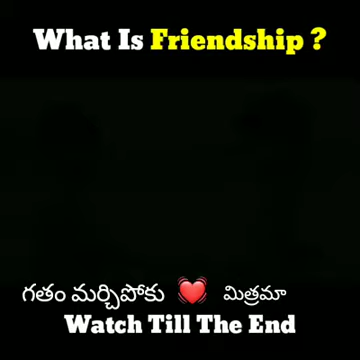 What Is Friendship ?
గతం మర్చిపోకు 💓 మిత్రమా
Watch Till The End